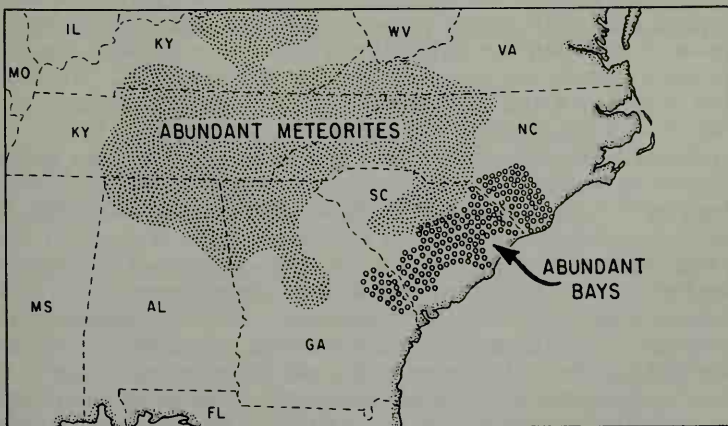 IL
KY
WV
VA
MO
KY
ABUNDANT METEORITES
NC
SC
ABUNDANT
BAYS
MS
AL
GA
FL